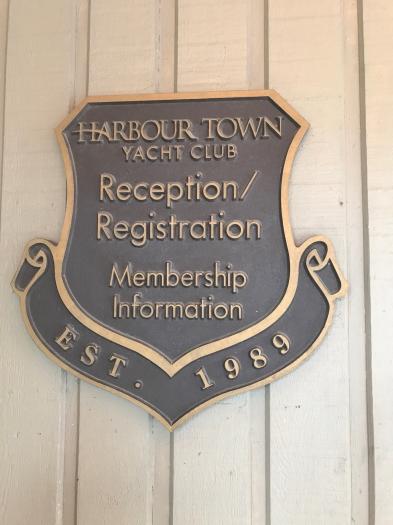 HARBOUR TOWN
YACHT CLUB
Reception/
Registration
Membership
Information
EST. 1989